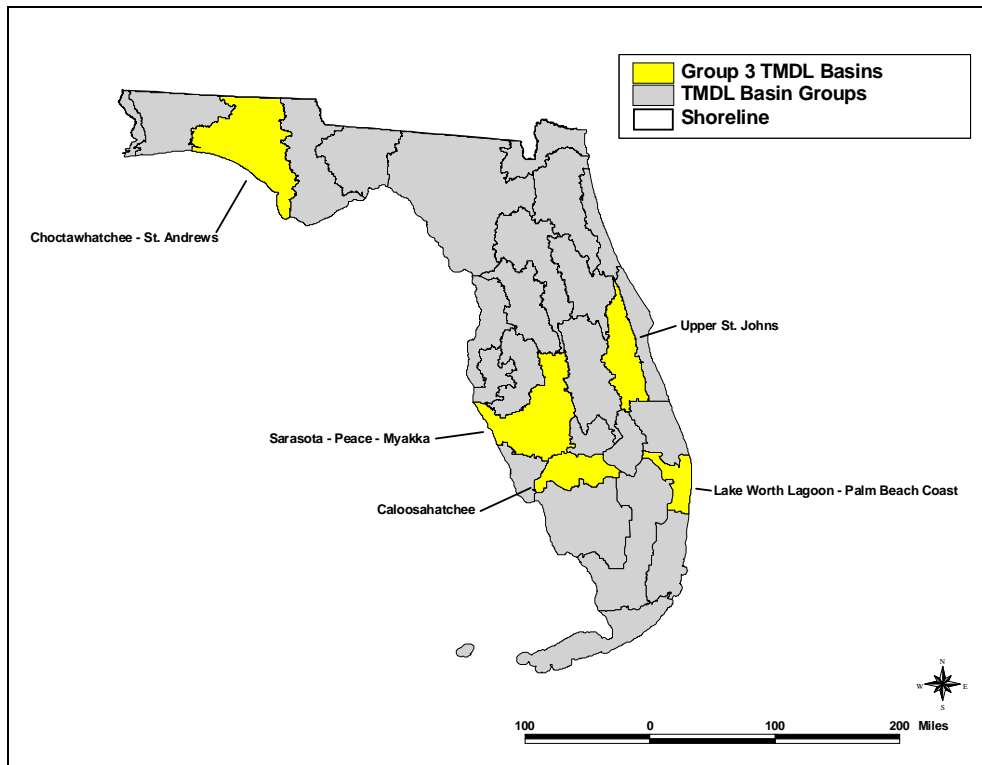 Group 3 TMDL Basins
TMDL Basin Groups
Shoreline
Choctawhatchee - St. Andrews
Upper St. Johns
Sarasota - Peace - Myakka
Lake Worth Lagoon - Palm Beach Coast
Caloosahatchee
N
W E
S
100 0 100 200 Miles